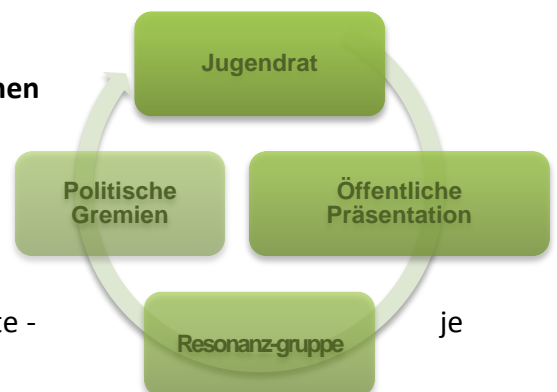 Jugendrat
nen
Politische
Gremien
Öffentliche
Präsentation
te -
je
Resonanz-gruppe